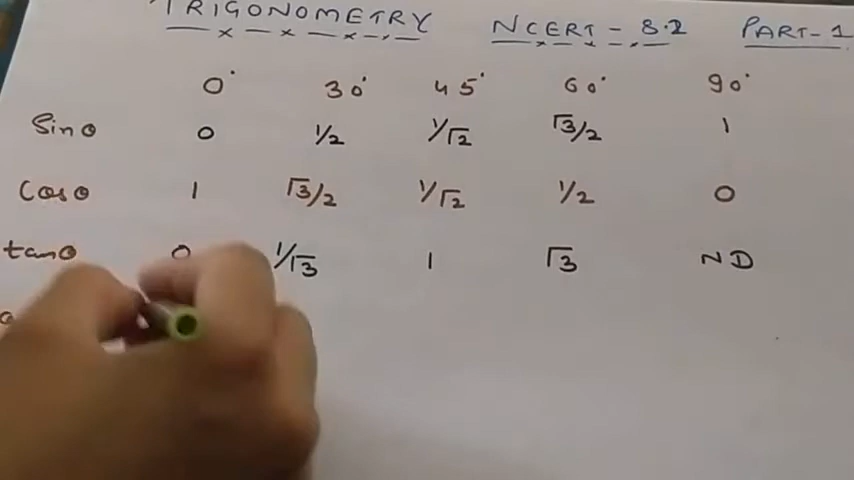 TRIGONOMETRY NCERT - 8.2 PART-1
0° 30° 45° 60° 90°
Sinθ 0 1/2 1/√2 √3/2 1
Cosθ 1 √3/2 1/√2 1/2 0
tanθ 0 1/√3 1 √3 ND